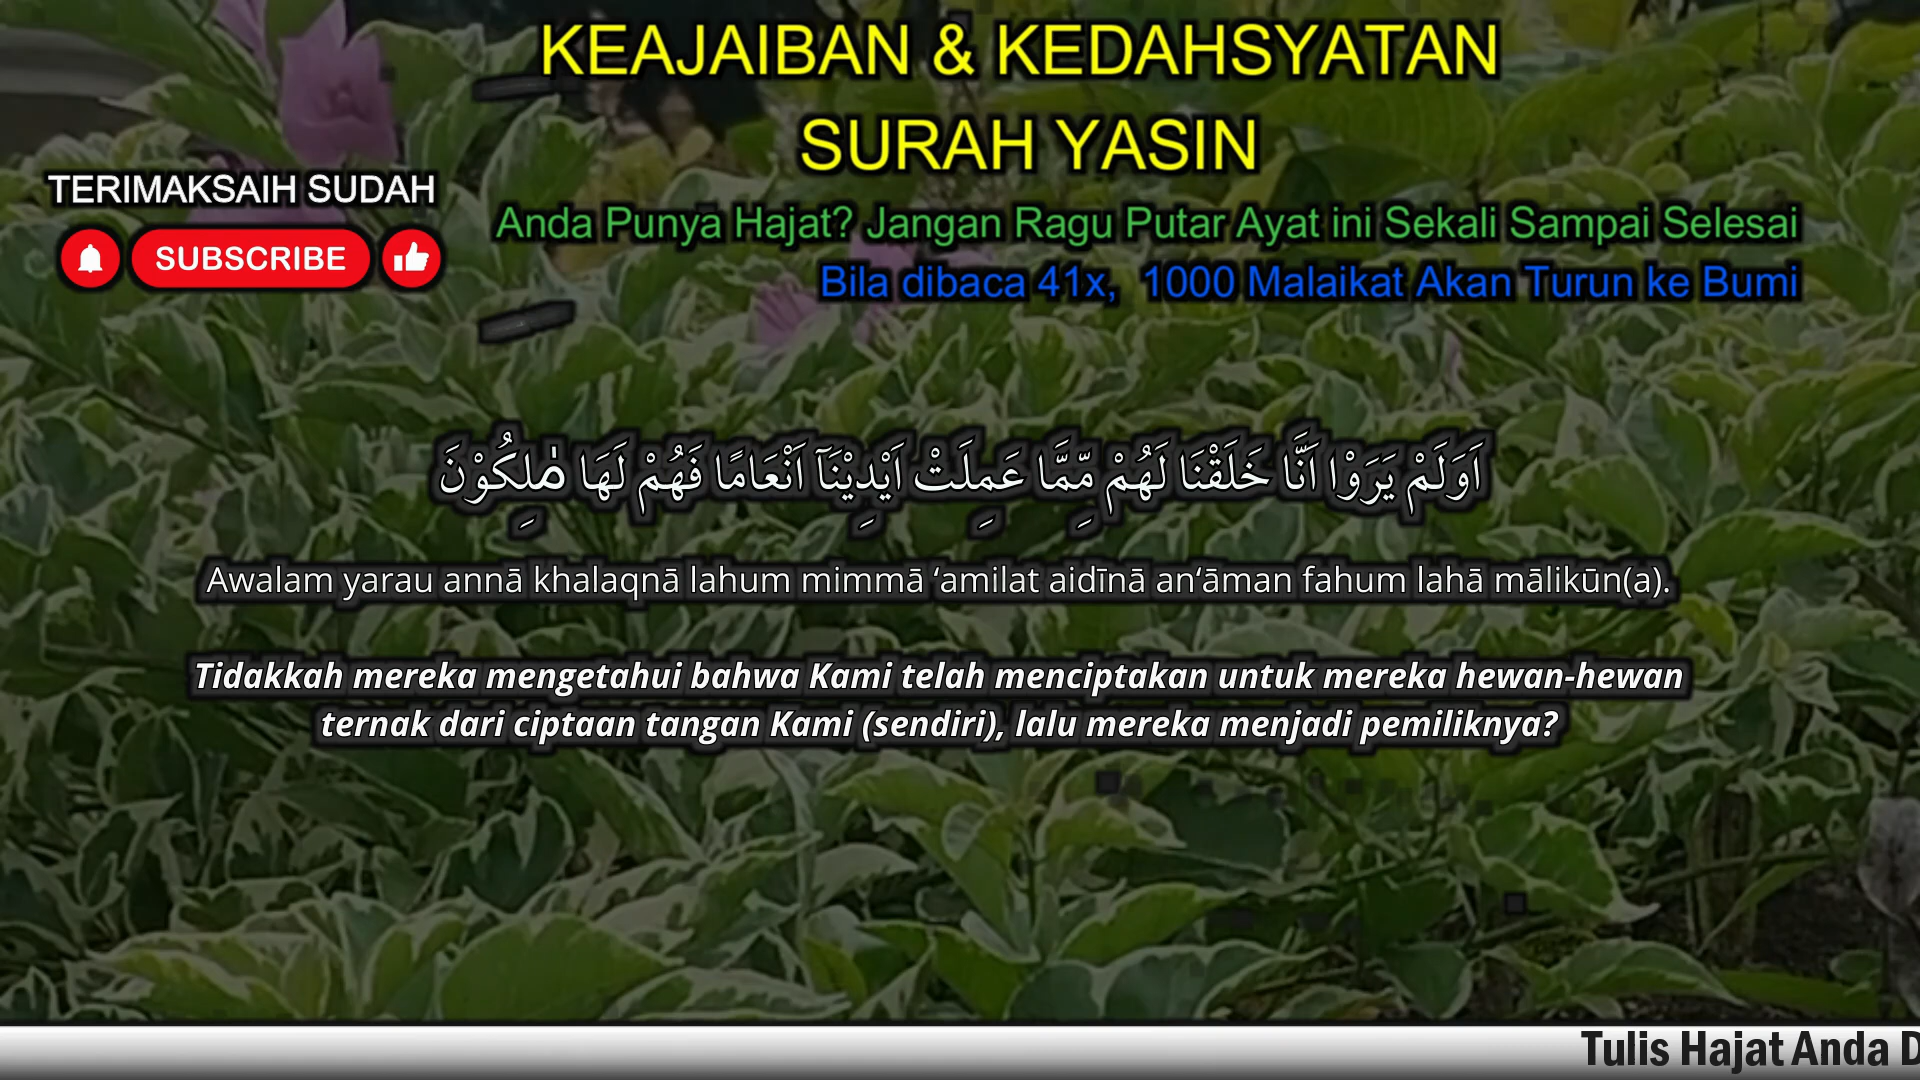 KEAJAIBAN & KEDAHSYATAN
SURAH YASIN
TERIMAKSAIH SUDAH
SUBSCRIBE
Anda Punya Hajat? Jangan Ragu Putar Ayat ini Sekali Sampai Selesai
Bila dibaca 41x, 1000 Malaikat Akan Turun ke Bumi
اَوَلَمْ يَرَوْا اَنَّا خَلَقْنَا لَهُمْ مِّمَّا عَمِلَتْ اَيْدِيْنَآ اَنْعَامًا فَهُمْ لَهَا مٰلِكُوْنَ
Awalam yarau annā khalaqnā lahum mimmā ‘amilat aidīnā an‘āman fahum lahā mālikūn(a).
Tidakkah mereka mengetahui bahwa Kami telah menciptakan untuk mereka hewan-hewan
ternak dari ciptaan tangan Kami (sendiri), lalu mereka menjadi pemiliknya?
Tulis Hajat Anda D